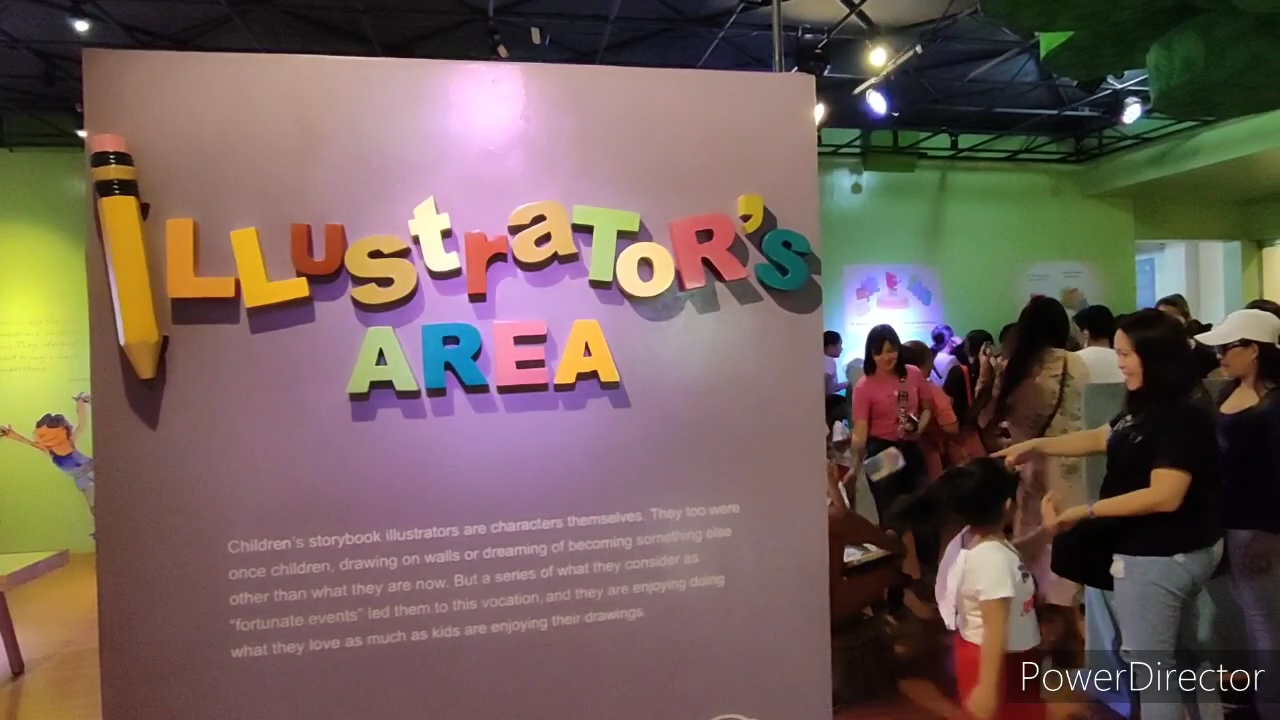 ILLUStraTOR'S
AREA
Children's storybook illustrators are characters themselves. They too were
once children, drawing on walls or dreaming of becoming something else
other than what they are now. But a series of what they consider as
"fortunate events" led them to this vocation, and they are enjoying doing
what they love as much as kids are enjoying their drawings.
PowerDirector